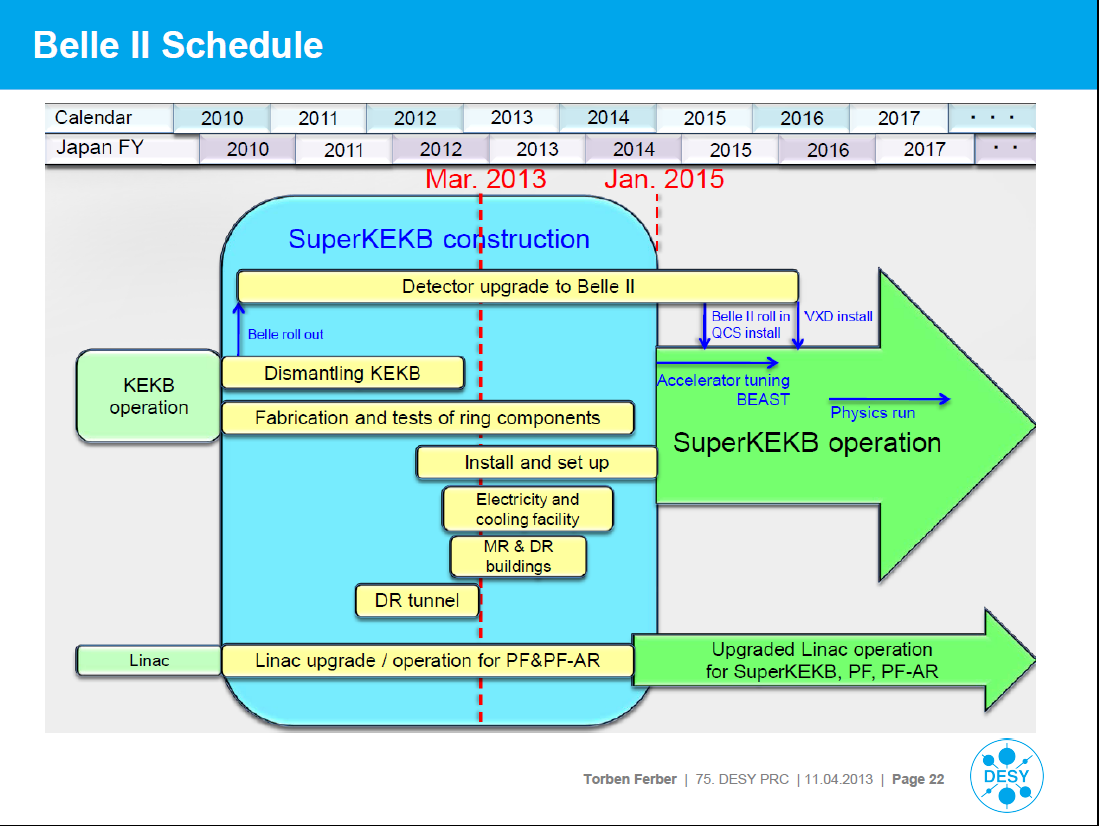 Belle II Schedule
Calendar 2010 2011 2012 2013 2014 2015 2016 2017 · · ·
Japan FY 2010 2011 2012 2013 2014 2015 2016 2017 · ·
Mar. 2013 Jan. 2015
SuperKEKB construction
Detector upgrade to Belle II
Belle roll out
Belle II roll in
QCS install
VXD install
KEKB
operation
Dismantling KEKB
Accelerator tuning
BEAST
Physics run
Fabrication and tests of ring components
SuperKEKB operation
Install and set up
Electricity and
cooling facility
MR & DR
buildings
DR tunnel
Linac
Linac upgrade / operation for PF&PF-AR
Upgraded Linac operation
for SuperKEKB, PF, PF-AR
Torben Ferber | 75. DESY PRC | 11.04.2013 | Page 22
DESY